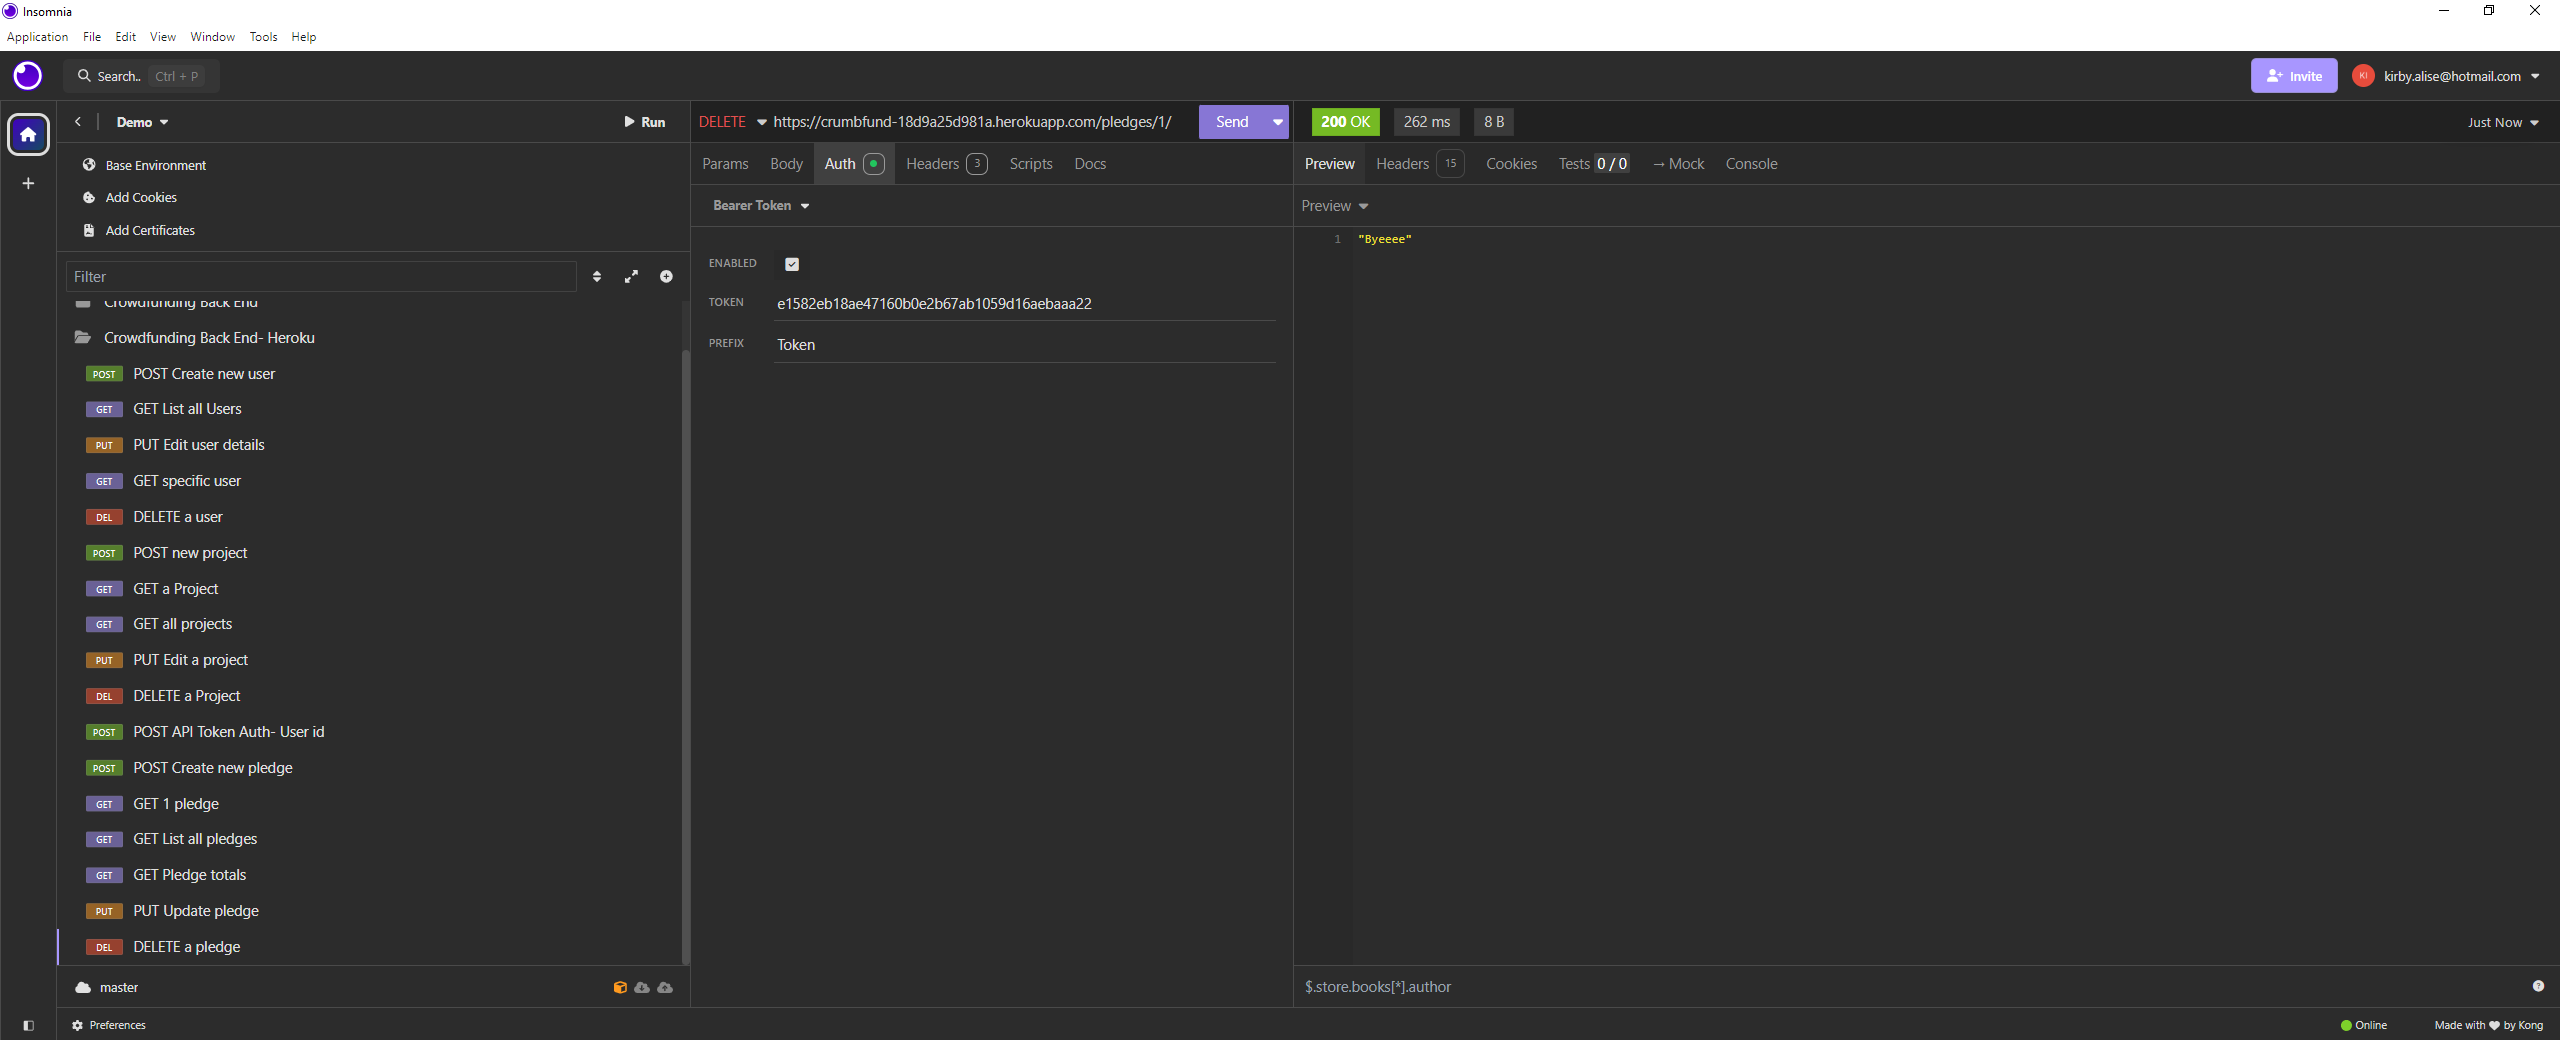 Insomnia
Application File Edit View Window Tools Help
Search.. Ctrl + P
Invite
KI kirby.alise@hotmail.com
Demo
Run
DELETE https://crumbfund-18d9a25d981a.herokuapp.com/pledges/1/ Send
200 OK 262 ms 8 B
Just Now
Base Environment
Add Cookies
Add Certificates
Params Body Auth Headers 3 Scripts Docs
Preview Headers 15 Cookies Tests 0 / 0 → Mock Console
Bearer Token
Preview
ENABLED
TOKEN e1582eb18ae47160b0e2b67ab1059d16aebaaa22
PREFIX Token
1 "Byeeee"
Filter
Crowdfunding Back End
Crowdfunding Back End- Heroku
POST POST Create new user
GET GET List all Users
PUT PUT Edit user details
GET GET specific user
DEL DELETE a user
POST POST new project
GET GET a Project
GET GET all projects
PUT PUT Edit a project
DEL DELETE a Project
POST POST API Token Auth- User id
POST POST Create new pledge
GET GET 1 pledge
GET GET List all pledges
GET GET Pledge totals
PUT PUT Update pledge
DEL DELETE a pledge
master
$.store.books[*].author
Preferences
Online
Made with by Kong